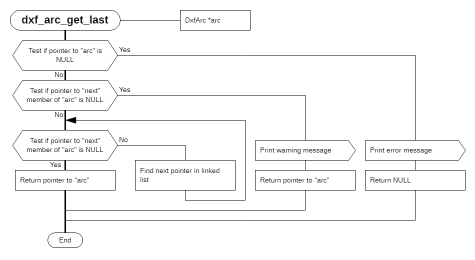 dxf_arc_get_last
DxfArc *arc
Test if pointer to "arc" is
NULL
Yes
No
Test if pointer to "next"
member of "arc" is NULL
Yes
No
Test if pointer to "next"
member of "arc" is NULL
No
Yes
Find next pointer in linked
list
Print warning message
Print error message
Return pointer to "arc"
Return pointer to "arc"
Return NULL
End